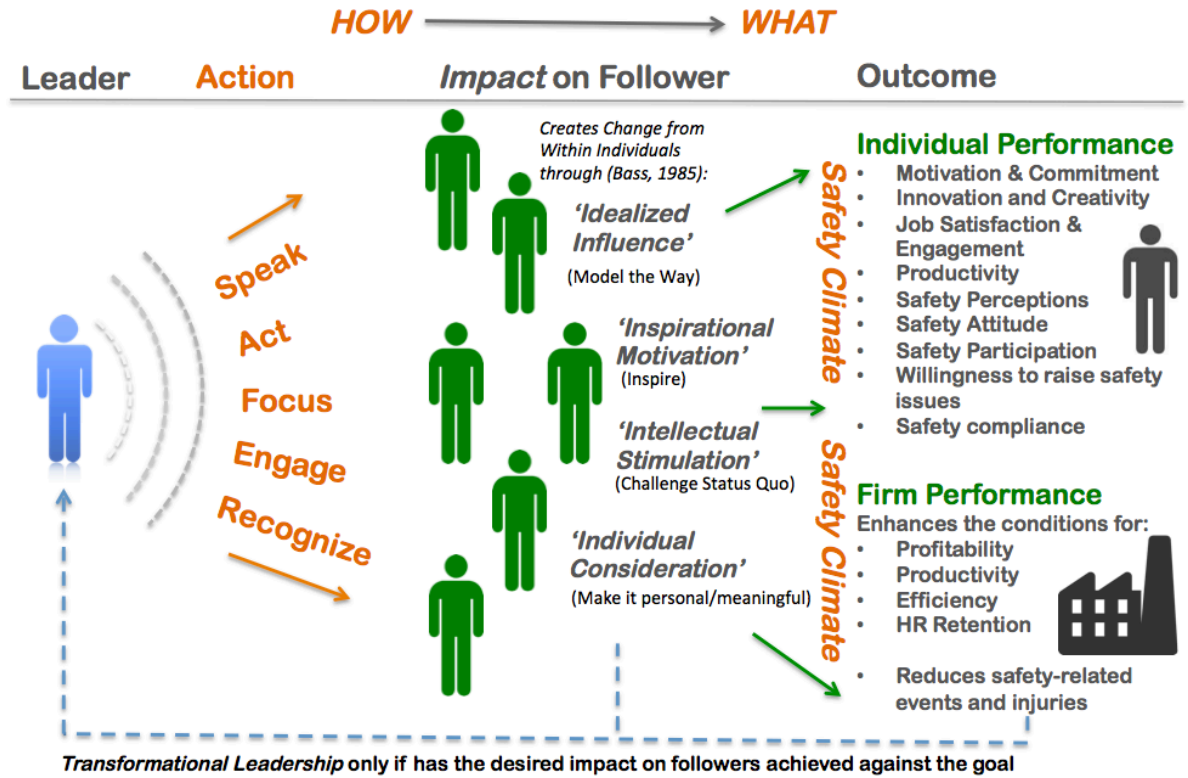 HOW WHAT
Leader Action Impact on Follower Outcome
Speak
Act
Focus
Engage
Recognize
Creates Change from
Within Individuals
through (Bass, 1985):
‘Idealized
Influence’
(Model the Way)
‘Inspirational
Motivation’
(Inspire)
‘Intellectual
Stimulation’
(Challenge Status Quo)
‘Individual
Consideration’
(Make it personal/meaningful)
Safety Climate
Safety Climate
Individual Performance
• Motivation & Commitment
• Innovation and Creativity
• Job Satisfaction &
Engagement
• Productivity
• Safety Perceptions
• Safety Attitude
• Safety Participation
• Willingness to raise safety
issues
• Safety compliance
Firm Performance
Enhances the conditions for:
• Profitability
• Productivity
• Efficiency
• HR Retention
• Reduces safety-related
events and injuries
Transformational Leadership only if has the desired impact on followers achieved against the goal